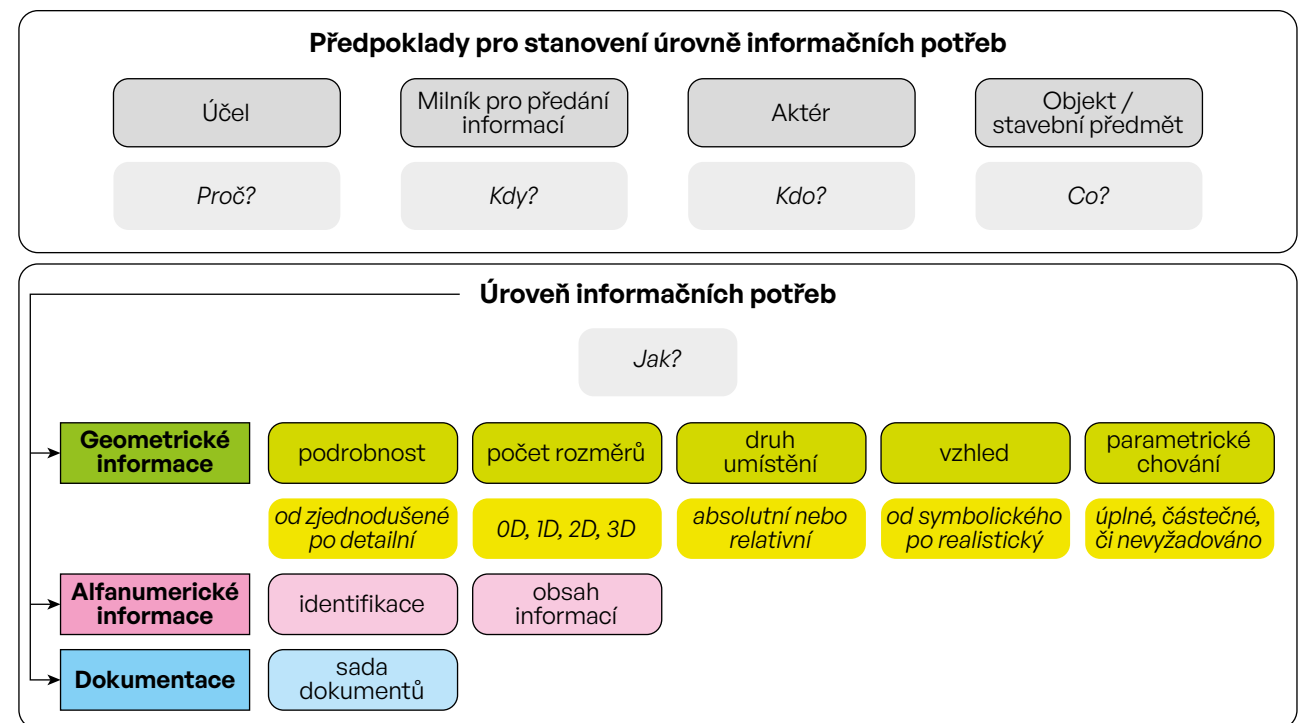 Předpoklady pro stanovení úrovně informačních potřeb
Účel
Milník pro předání
informací
Aktér
Objekt /
stavební předmět
Proč?
Kdy?
Kdo?
Co?
Úroveň informačních potřeb
Jak?
Geometrické
informace
podrobnost
počet rozměrů
druh
umístění
vzhled
parametrické
chování
od zjednodušené
po detailní
0D, 1D, 2D, 3D
absolutní nebo
relativní
od symbolického
po realistický
úplné, částečné,
či nevyžadováno
Alfanumerické
informace
identifikace
obsah
informací
Dokumentace
sada
dokumentů